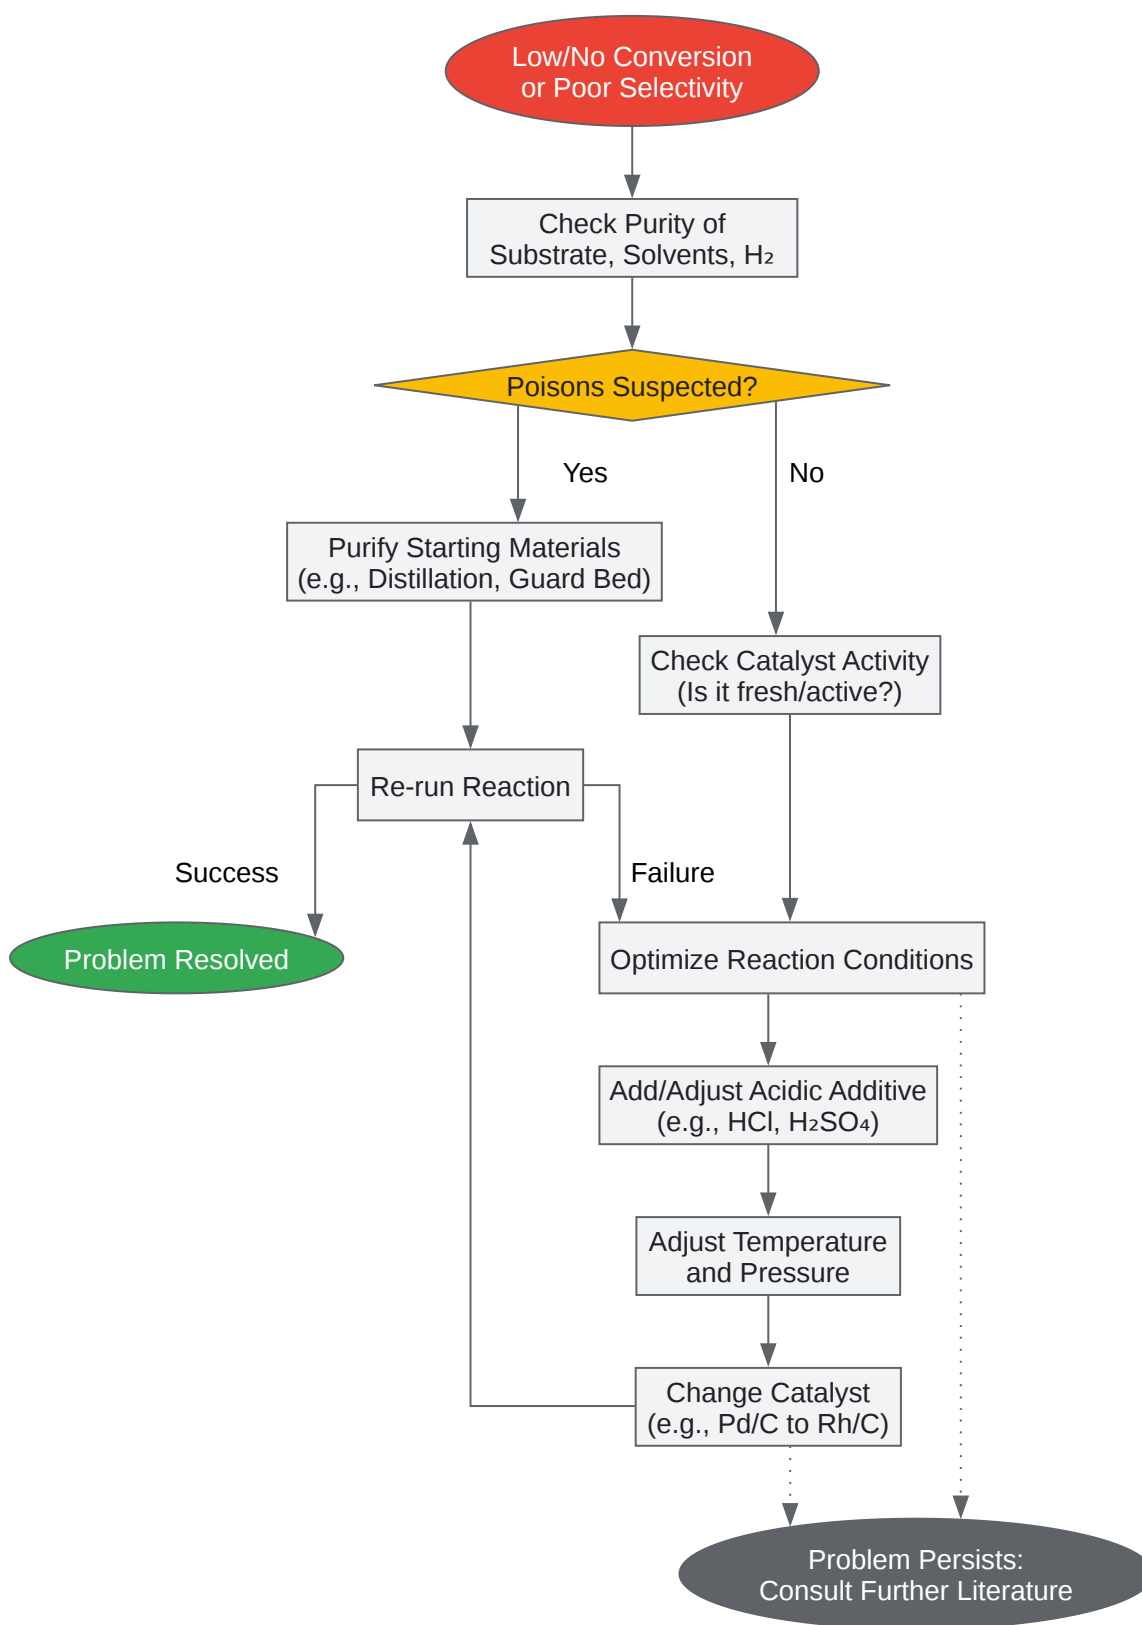 Low/No Conversion
or Poor Selectivity
Check Purity of
Substrate, Solvents, H₂
Poisons Suspected?
Yes
No
Purify Starting Materials
(e.g., Distillation, Guard Bed)
Check Catalyst Activity
(Is it fresh/active?)
Re-run Reaction
Success
Failure
Problem Resolved
Optimize Reaction Conditions
Add/Adjust Acidic Additive
(e.g., HCl, H₂SO₄)
Adjust Temperature
and Pressure
Change Catalyst
(e.g., Pd/C to Rh/C)
Problem Persists:
Consult Further Literature